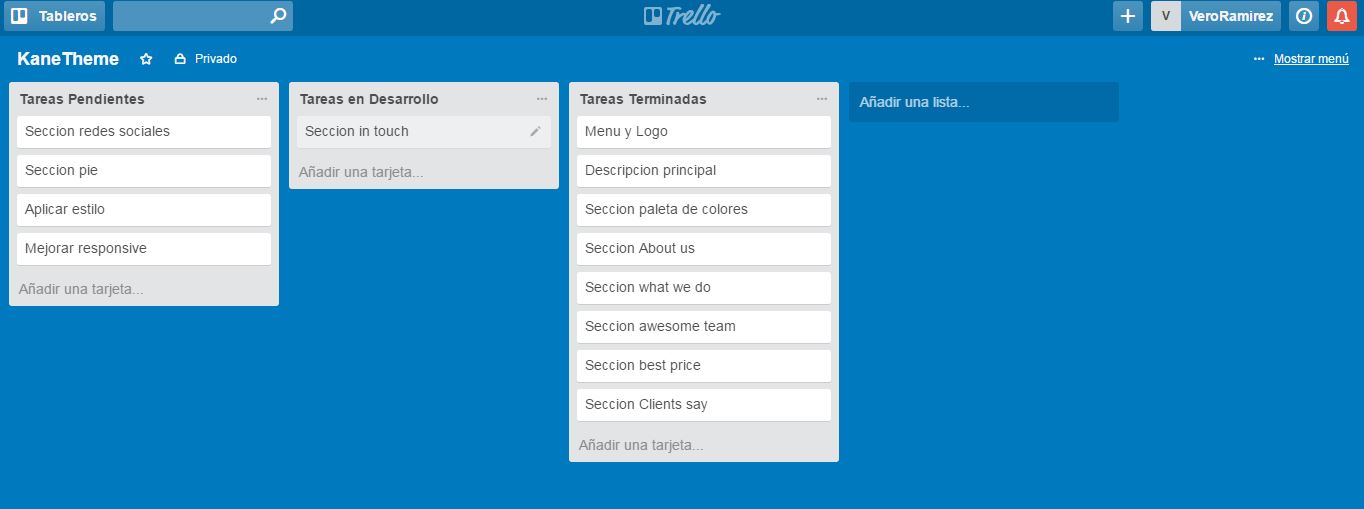 Tableros
Trello
V VeroRamirez
KaneTheme
Privado
Mostrar menú
Tareas Pendientes
Seccion redes sociales
Seccion pie
Aplicar estilo
Mejorar responsive
Añadir una tarjeta...
Tareas en Desarrollo
Seccion in touch
Añadir una tarjeta...
Tareas Terminadas
Menu y Logo
Descripcion principal
Seccion paleta de colores
Seccion About us
Seccion what we do
Seccion awesome team
Seccion best price
Seccion Clients say
Añadir una tarjeta...
Añadir una lista...